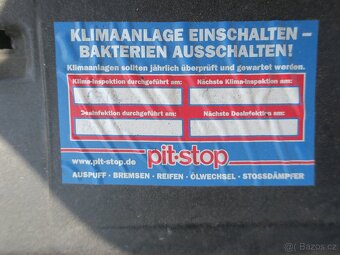 KLIMAANLAGE EINSCHALTEN –
BAKTERIEN AUSSCHALTEN!
Klimaanlagen sollten jährlich überprüft und gewartet werden.
Klima-Inspektion durchgeführt am: Nächste Klima-Inspektion am:
Desinfektion durchgeführt am: Nächste Desinfektion am:
www.pit-stop.de pit-stop
AUSPUFF - BREMSEN - REIFEN - ÖLWECHSEL - STOSSDÄMPFER
Bazos.cz